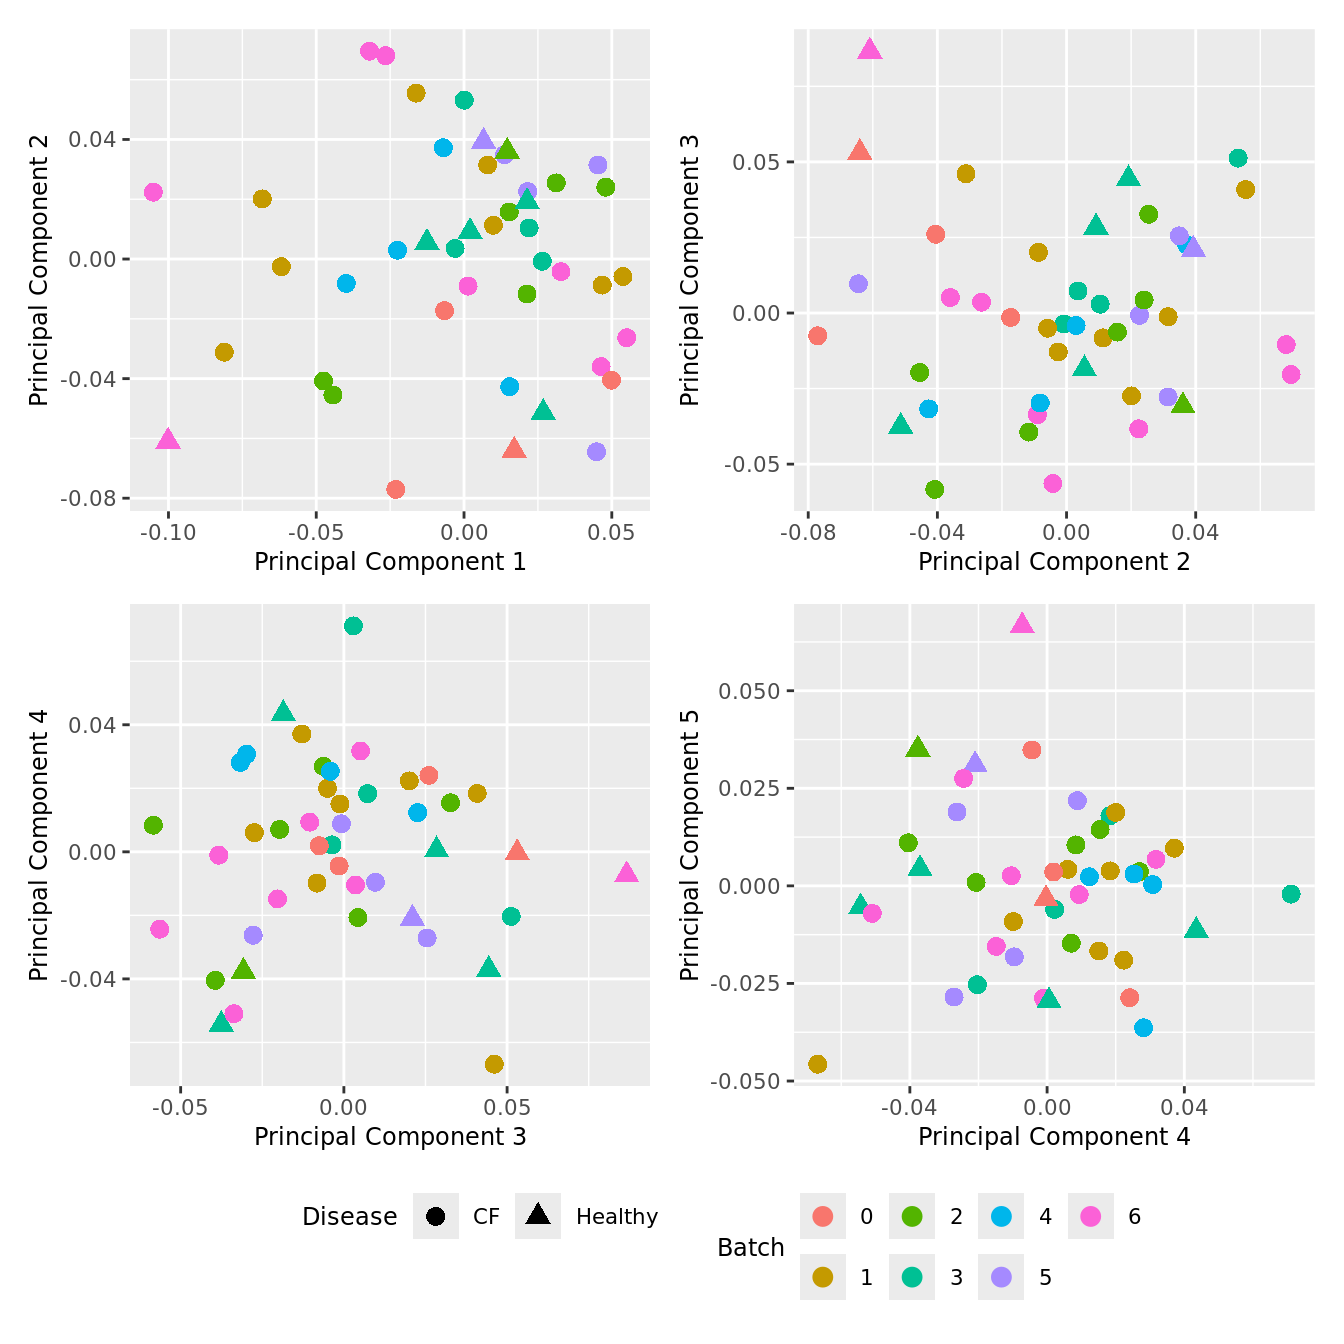 0.04
0.00
-0.04
-0.08
Principal Component 2
-0.10 -0.05 0.00 0.05
Principal Component 1
0.05
0.00
-0.05
Principal Component 3
-0.08 -0.04 0.00 0.04
Principal Component 2
0.04
0.00
-0.04
Principal Component 4
-0.05 0.00 0.05
Principal Component 3
0.050
0.025
0.000
-0.025
-0.050
Principal Component 5
-0.04 0.00 0.04
Principal Component 4
Disease CF Healthy
Batch
0 2 4 6
1 3 5